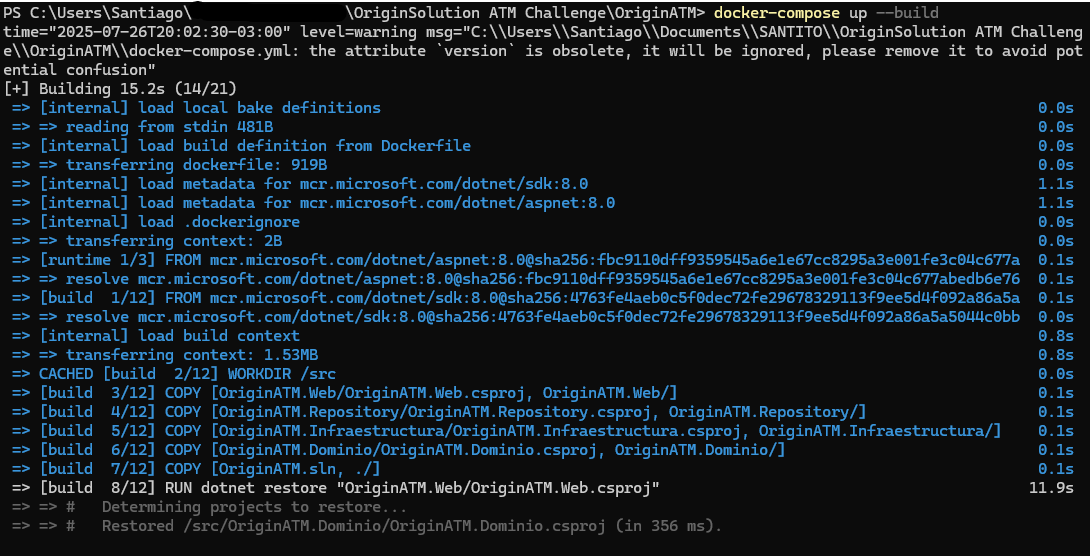 PS C:\Users\Santiago\ \OriginSolution ATM Challenge\OriginATM> docker-compose up --build
time="2025-07-26T20:02:30-03:00" level=warning msg="C:\\Users\\Santiago\\Documents\\SANTITO\\OriginSolution ATM Challeng
e\\OriginATM\\docker-compose.yml: the attribute `version` is obsolete, it will be ignored, please remove it to avoid pot
ential confusion"
[+] Building 15.2s (14/21)
=> [internal] load local bake definitions 0.0s
=> => reading from stdin 481B 0.0s
=> [internal] load build definition from Dockerfile 0.0s
=> => transferring dockerfile: 919B 0.0s
=> [internal] load metadata for mcr.microsoft.com/dotnet/sdk:8.0 1.1s
=> [internal] load metadata for mcr.microsoft.com/dotnet/aspnet:8.0 1.1s
=> [internal] load .dockerignore 0.0s
=> => transferring context: 2B 0.0s
=> [runtime 1/3] FROM mcr.microsoft.com/dotnet/aspnet:8.0@sha256:fbc9110dff9359545a6e1e67cc8295a3e001fe3c04c677a 0.1s
=> => resolve mcr.microsoft.com/dotnet/aspnet:8.0@sha256:fbc9110dff9359545a6e1e67cc8295a3e001fe3c04c677abedb6e76 0.1s
=> [build 1/12] FROM mcr.microsoft.com/dotnet/sdk:8.0@sha256:4763fe4aeb0c5f0dec72fe29678329113f9ee5d4f092a86a5a 0.1s
=> => resolve mcr.microsoft.com/dotnet/sdk:8.0@sha256:4763fe4aeb0c5f0dec72fe29678329113f9ee5d4f092a86a5a5044c0bb 0.0s
=> [internal] load build context 0.8s
=> => transferring context: 1.53MB 0.8s
=> CACHED [build 2/12] WORKDIR /src 0.0s
=> [build 3/12] COPY [OriginATM.Web/OriginATM.Web.csproj, OriginATM.Web/] 0.1s
=> [build 4/12] COPY [OriginATM.Repository/OriginATM.Repository.csproj, OriginATM.Repository/] 0.1s
=> [build 5/12] COPY [OriginATM.Infraestructura/OriginATM.Infraestructura.csproj, OriginATM.Infraestructura/] 0.1s
=> [build 6/12] COPY [OriginATM.Dominio/OriginATM.Dominio.csproj, OriginATM.Dominio/] 0.1s
=> [build 7/12] COPY [OriginATM.sln, ./] 0.1s
=> [build 8/12] RUN dotnet restore "OriginATM.Web/OriginATM.Web.csproj" 11.9s
=> => # Determining projects to restore...
=> => # Restored /src/OriginATM.Dominio/OriginATM.Dominio.csproj (in 356 ms).